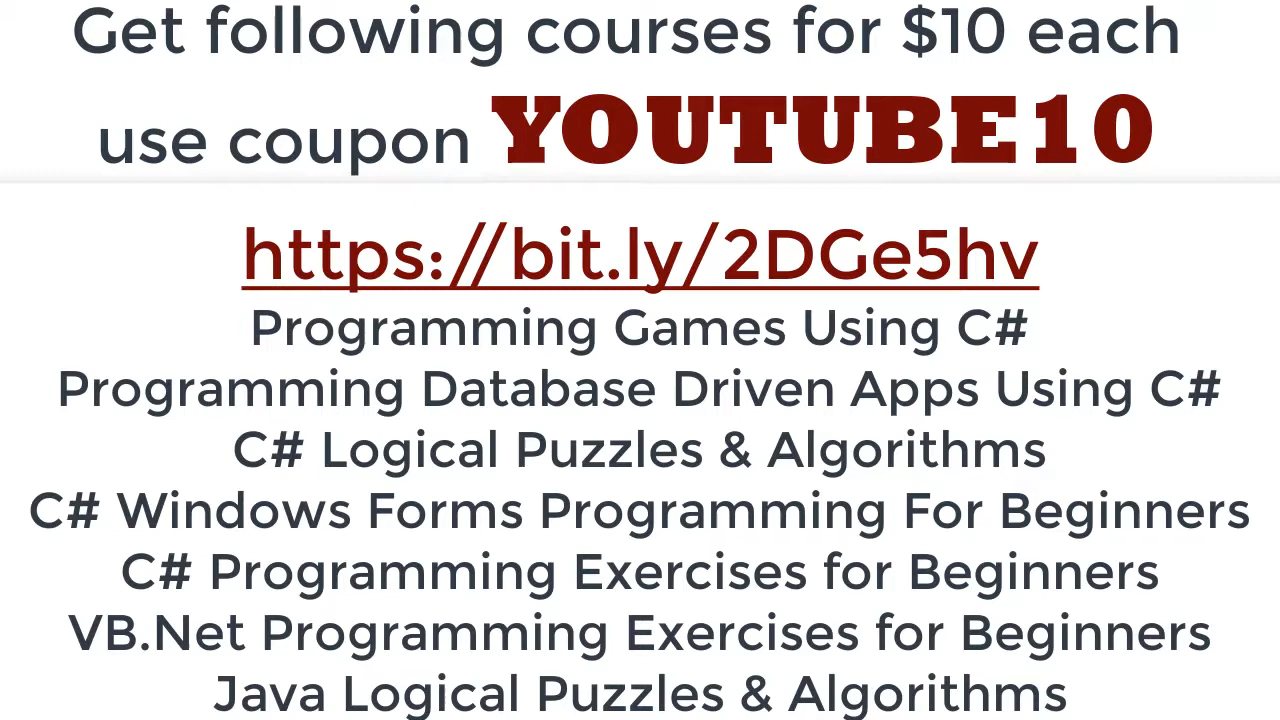 Get following courses for $10 each
use coupon YOUTUBE10
https://bit.ly/2DGe5hv
Programming Games Using C#
Programming Database Driven Apps Using C#
C# Logical Puzzles & Algorithms
C# Windows Forms Programming For Beginners
C# Programming Exercises for Beginners
VB.Net Programming Exercises for Beginners
Java Logical Puzzles & Algorithms